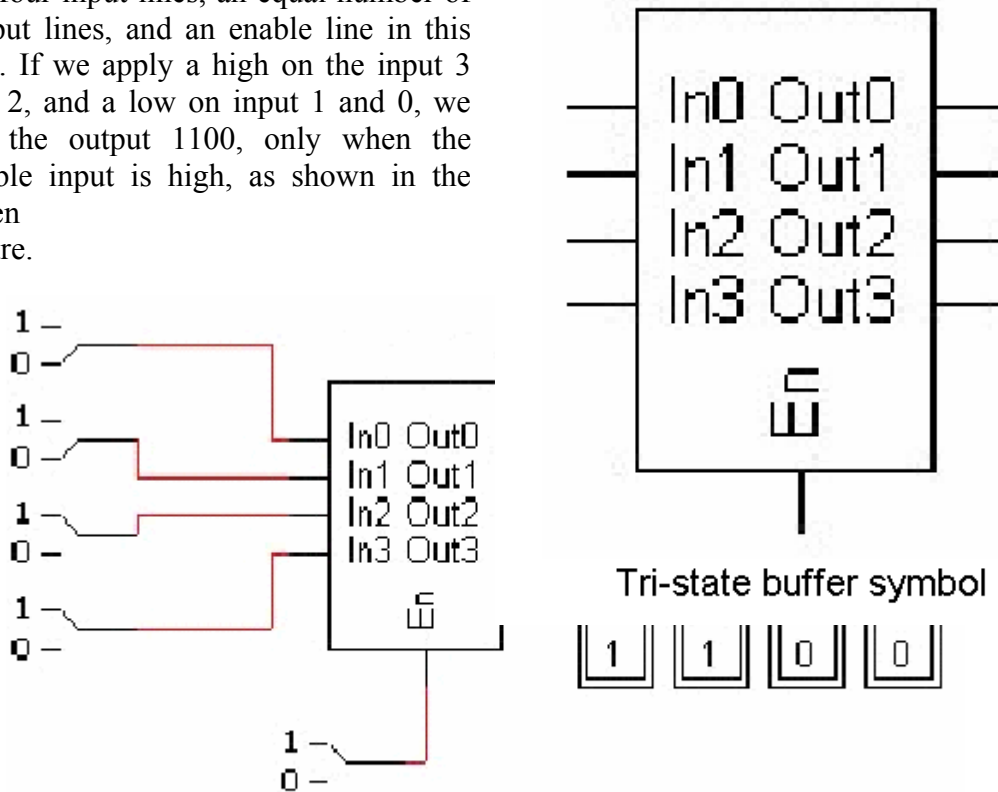 four input lines, an equal number of
put lines, and an enable line in this
. If we apply a high on the input 3
2, and a low on input 1 and 0, we
the output 1100, only when the
ble input is high, as shown in the
en
re.
In0 Out0
In1 Out1
In2 Out2
In3 Out3
En
Tri-state buffer symbol
1
0
1
0
1
0
1
0
In0 Out0
In1 Out1
In2 Out2
In3 Out3
En
1
0
1 1 0 0